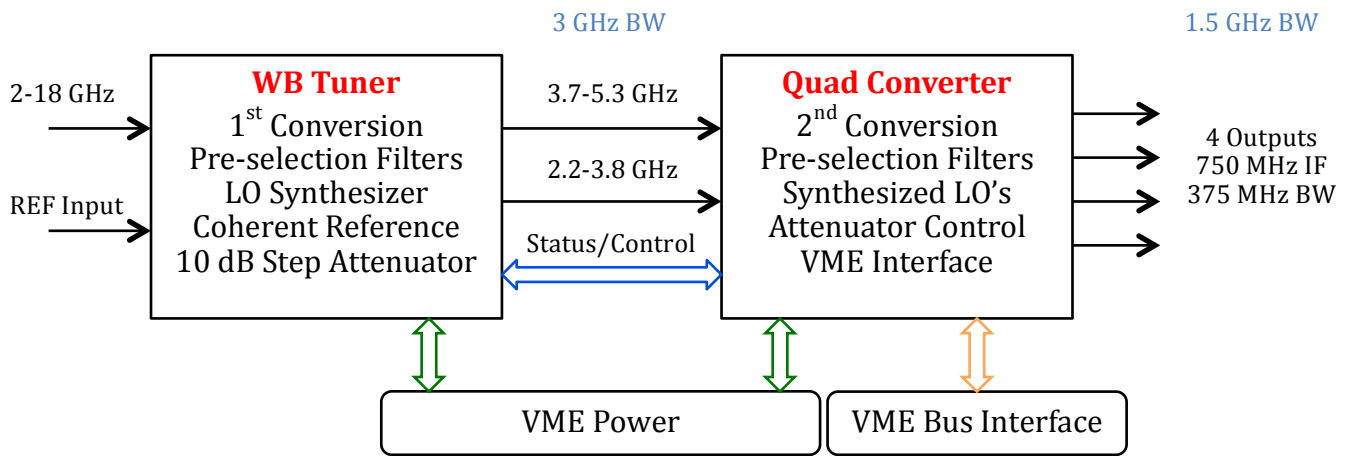 3 GHz BW
1.5 GHz BW
2-18 GHz
REF Input
WB Tuner
1st Conversion
Pre-selection Filters
LO Synthesizer
Coherent Reference
10 dB Step Attenuator
3.7-5.3 GHz
2.2-3.8 GHz
Status/Control
Quad Converter
2nd Conversion
Pre-selection Filters
Synthesized LO’s
Attenuator Control
VME Interface
4 Outputs
750 MHz IF
375 MHz BW
VME Power
VME Bus Interface